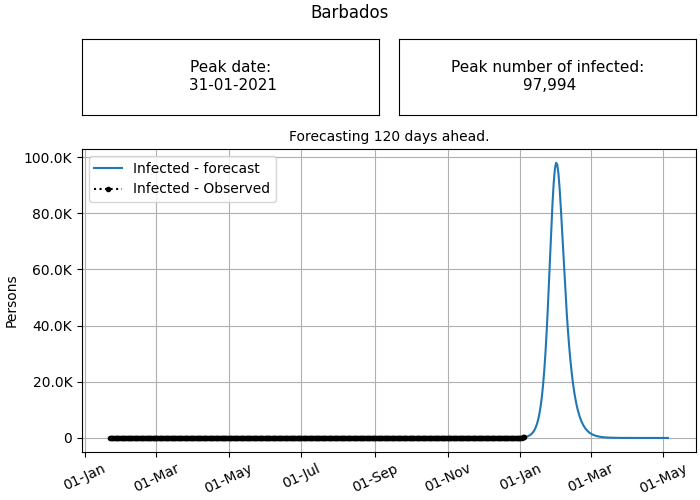 Barbados
Peak date:
31-01-2021
Peak number of infected:
97,994
Forecasting 120 days ahead.
Infected - forecast
Infected - Observed
Persons
100.0K
80.0K
60.0K
40.0K
20.0K
0
01-Jan
01-Mar
01-May
01-Jul
01-Sep
01-Nov
01-Jan
01-Mar
01-May